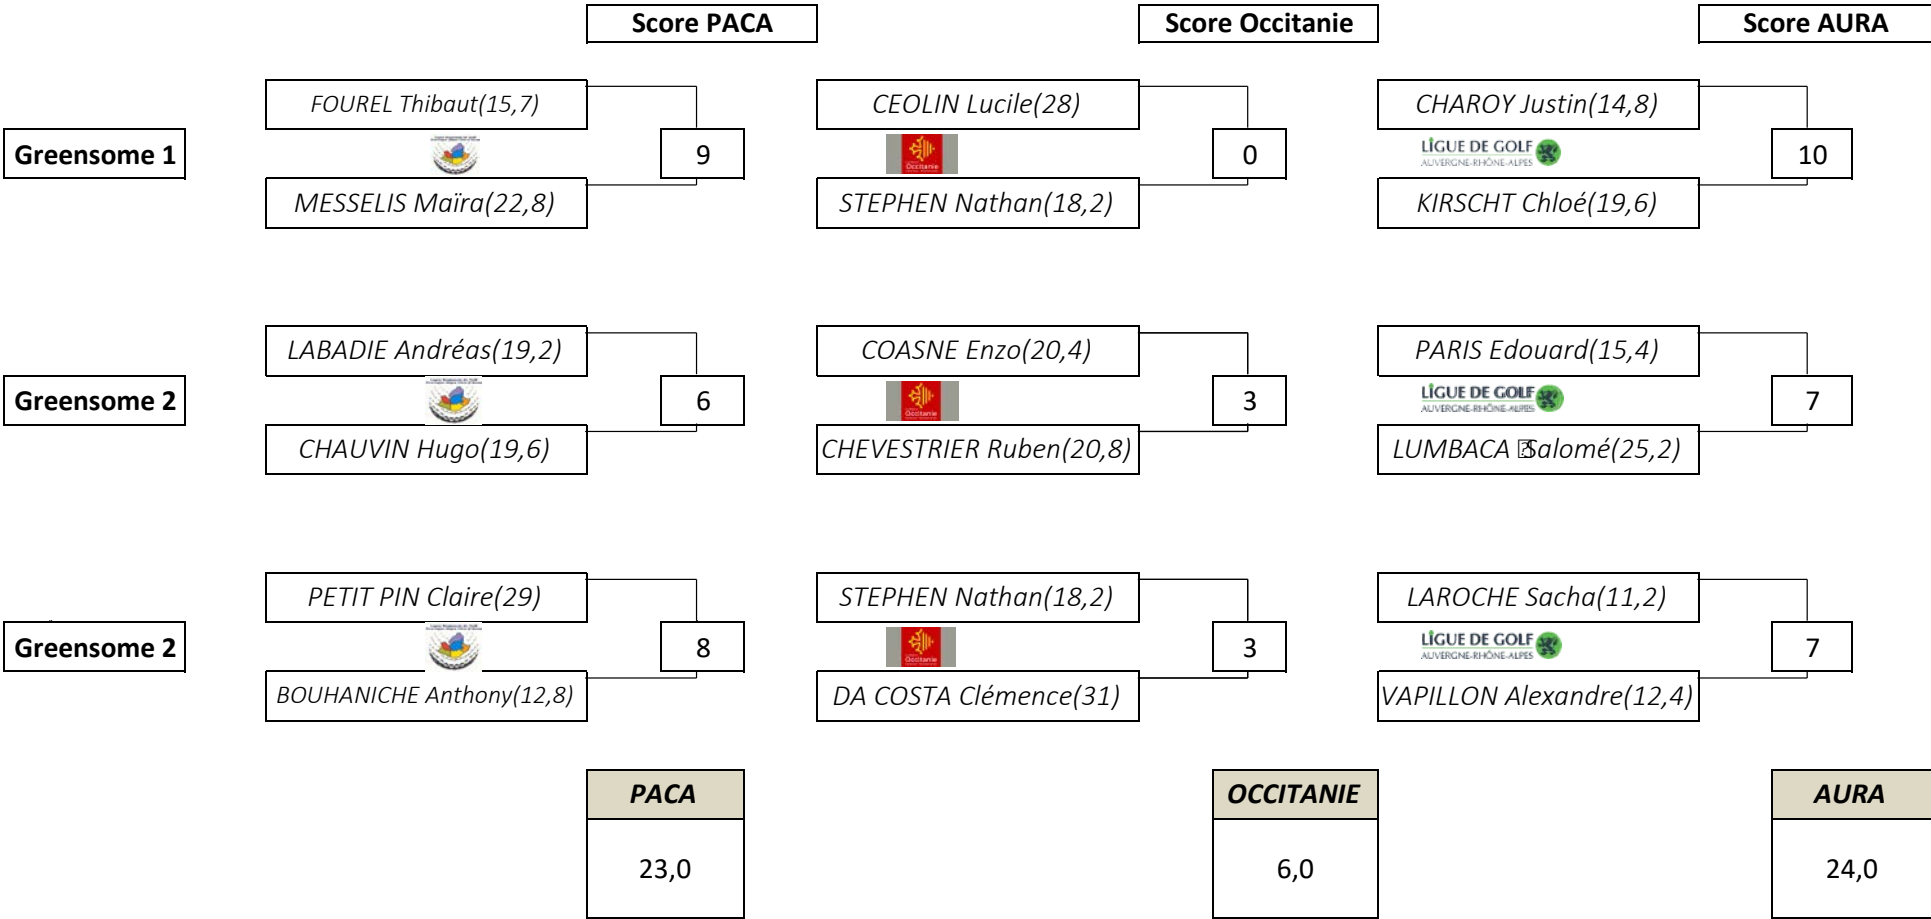 Score PACA Score Occitanie Score AURA
FOUREL Thibaut(15,7) CEOLIN Lucile(28) CHAROY Justin(14,8)
Greensome 1 9 Occitanie 0 LIGUE DE GOLF 10
AUVERGNE-RHÔNE-ALPES
MESSELIS Maïra(22,8) STEPHEN Nathan(18,2) KIRSCHT Chloé(19,6)
LABADIE Andréas(19,2) COASNE Enzo(20,4) PARIS Edouard(15,4)
Greensome 2 6 Occitanie 3 LIGUE DE GOLF 7
AUVERGNE-RHÔNE-ALPES
CHAUVIN Hugo(19,6) CHEVESTRIER Ruben(20,8) LUMBACA Salomé(25,2)
PETIT PIN Claire(29) STEPHEN Nathan(18,2) LAROCHE Sacha(11,2)
Greensome 2 8 Occitanie 3 LIGUE DE GOLF 7
AUVERGNE-RHÔNE-ALPES
BOUHANICHE Anthony(12,8) DA COSTA Clémence(31) VAPILLON Alexandre(12,4)
PACA OCCITANIE AURA
23,0 6,0 24,0